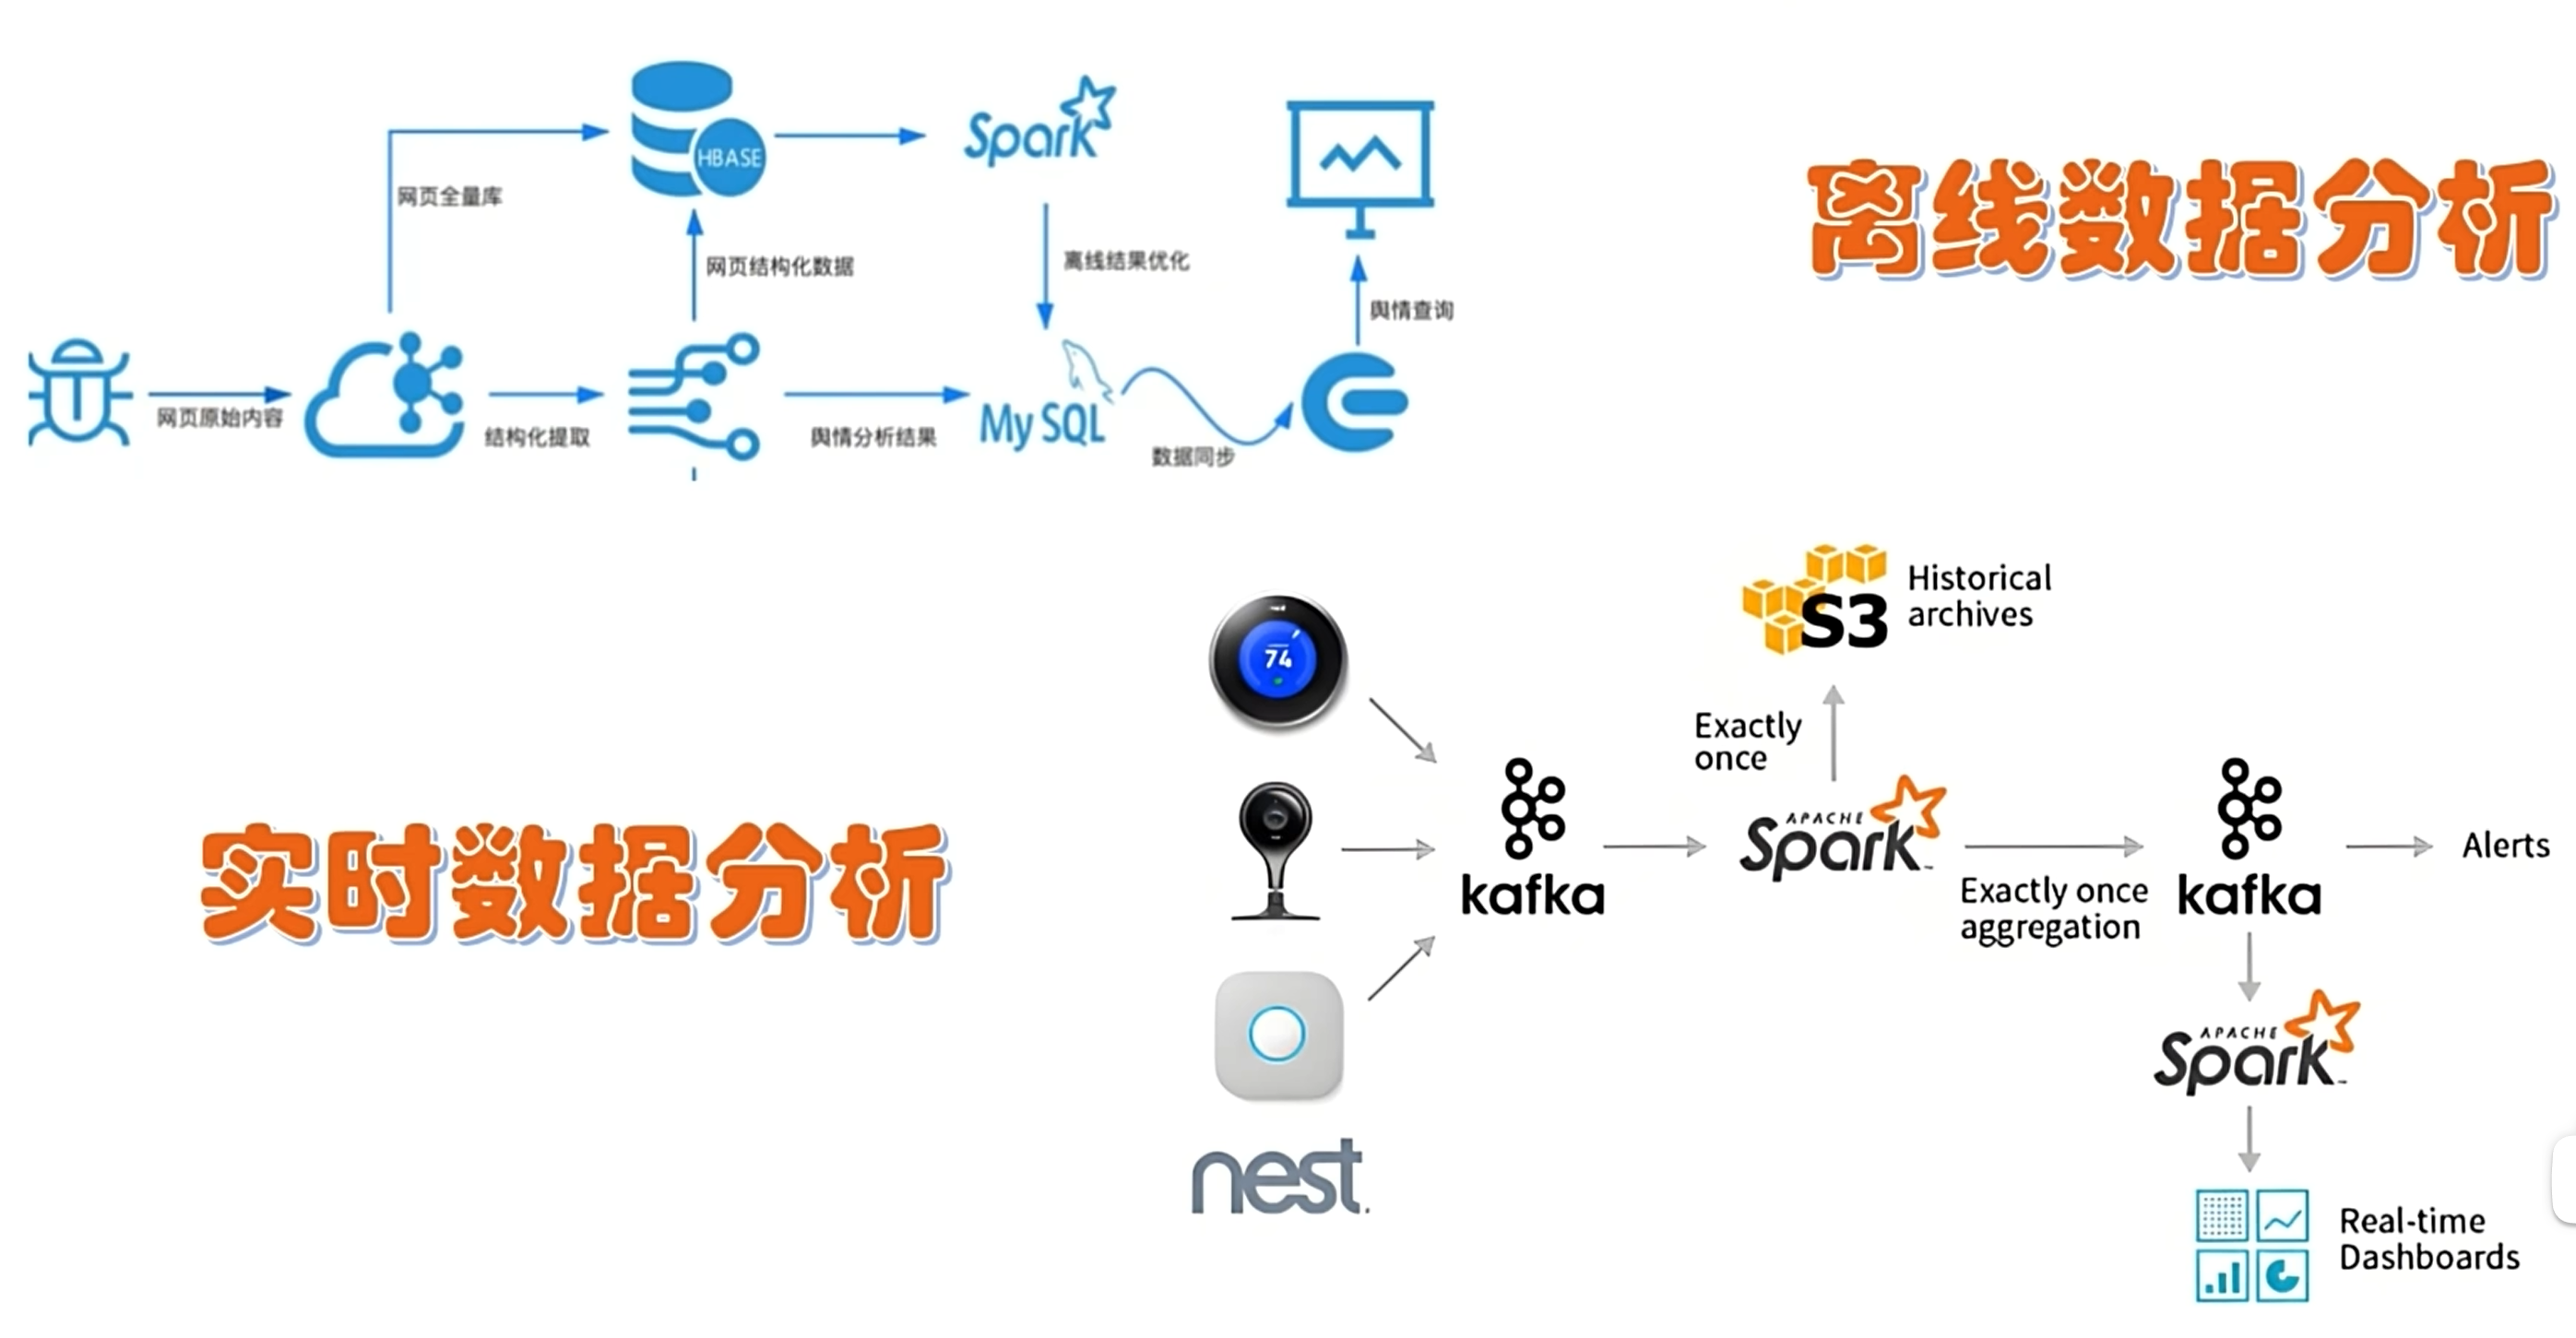 网页全量库
HBASE
Spark
网页结构化数据
离线结果优化
舆情查询
网页原始内容
结构化提取
舆情分析结果
My SQL
数据同步
离线数据分析
实时数据分析
74
nest.
kafka
Exactly
once
S3
Historical
archives
APACHE
Spark
Exactly once
aggregation
kafka
Alerts
APACHE
Spark
Real-time
Dashboards